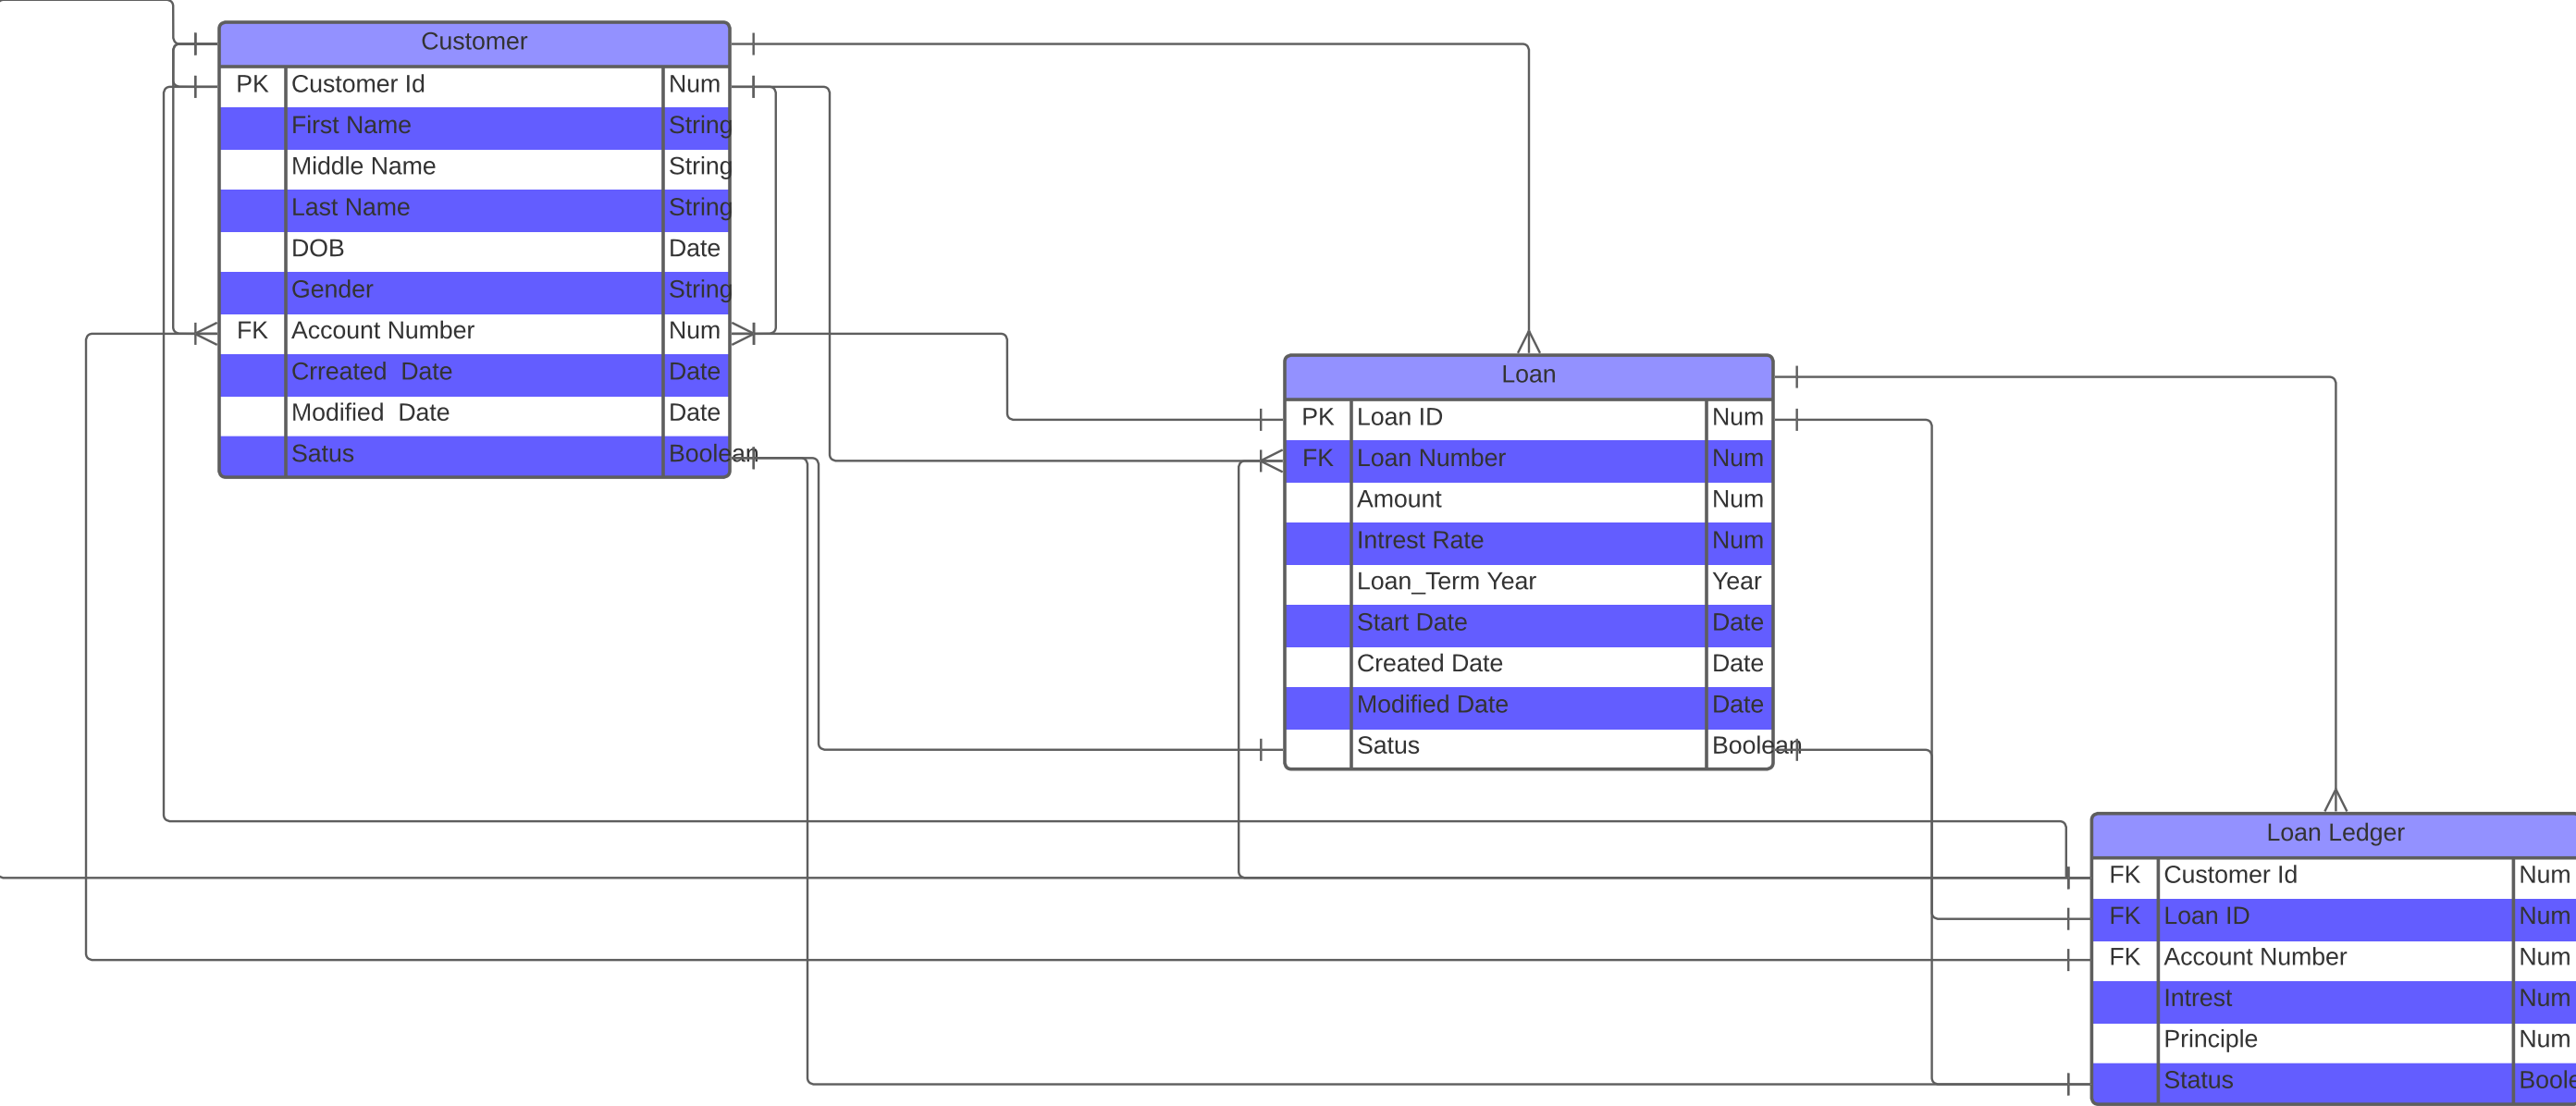 Customer
PK Customer Id Num
First Name String
Middle Name String
Last Name String
DOB Date
Gender String
FK Account Number Num
Crreated  Date Date
Modified  Date Date
Satus Boolean
Loan
PK Loan ID Num
FK Loan Number Num
Amount Num
Intrest Rate Num
Loan_Term Year Year
Start Date Date
Created Date Date
Modified Date Date
Satus Boolean
Loan Ledger
FK Customer Id Num
FK Loan ID Num
FK Account Number Num
Intrest Num
Principle Num
Status Boole